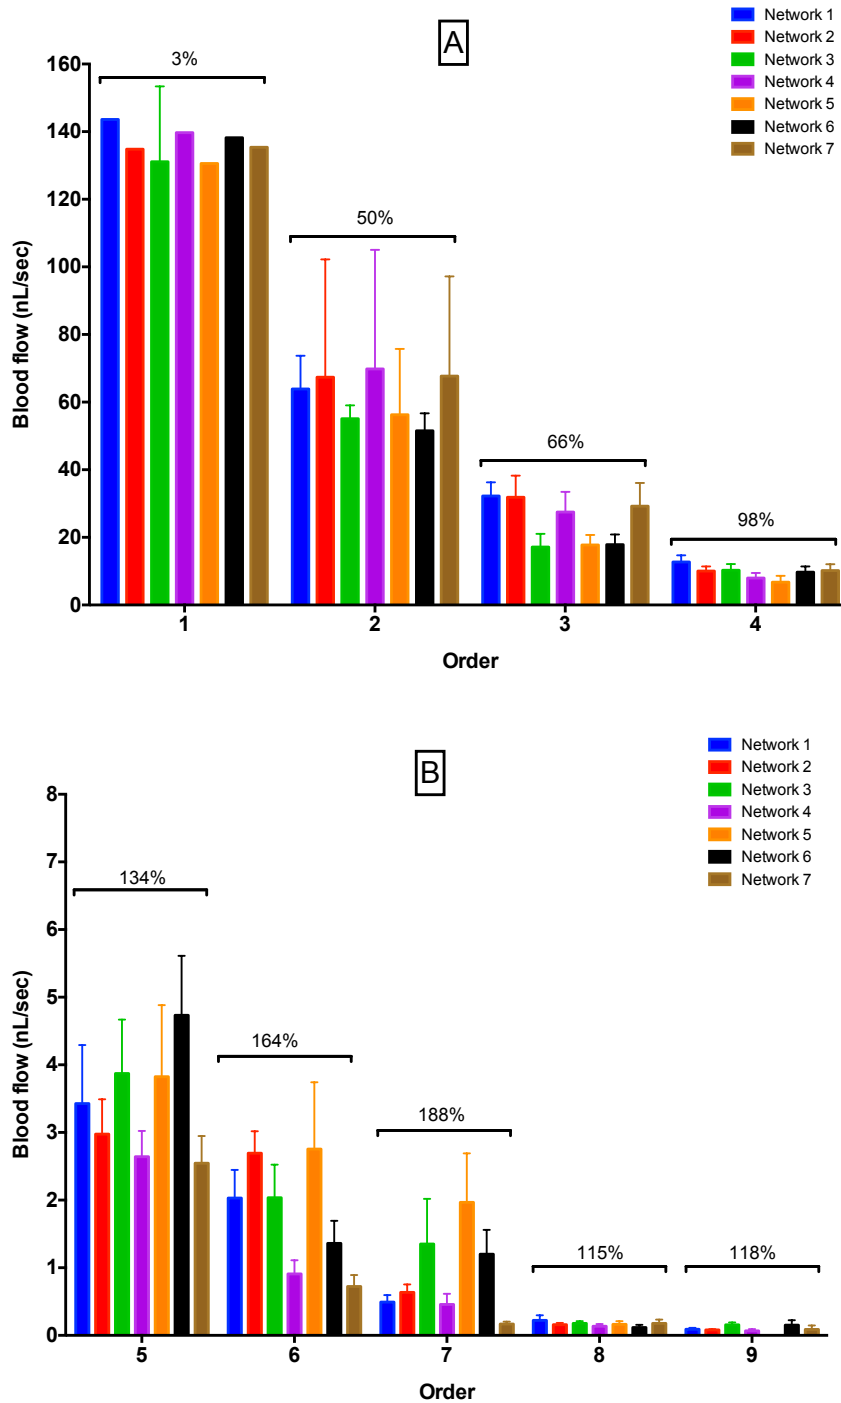 A
Network 1
Network 2
Network 3
Network 4
Network 5
Network 6
Network 7
Blood flow (nL/sec)
160
140
120
100
80
60
40
20
0
3%
50%
66%
98%
1 2 3 4
Order
B
Network 1
Network 2
Network 3
Network 4
Network 5
Network 6
Network 7
Blood flow (nL/sec)
8
7
6
5
4
3
2
1
0
134%
164%
188%
115%
118%
5 6 7 8 9
Order